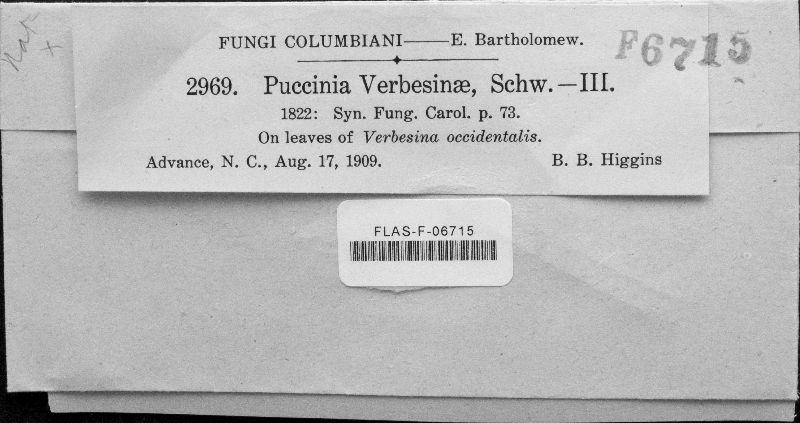 FUNGI COLUMBIANI——E. Bartholomew.
F6715
2969. Puccinia Verbesinæ, Schw.—III.
1822: Syn. Fung. Carol. p. 73.
On leaves of Verbesina occidentalis.
Advance, N. C., Aug. 17, 1909. B. B. Higgins
FLAS-F-06715